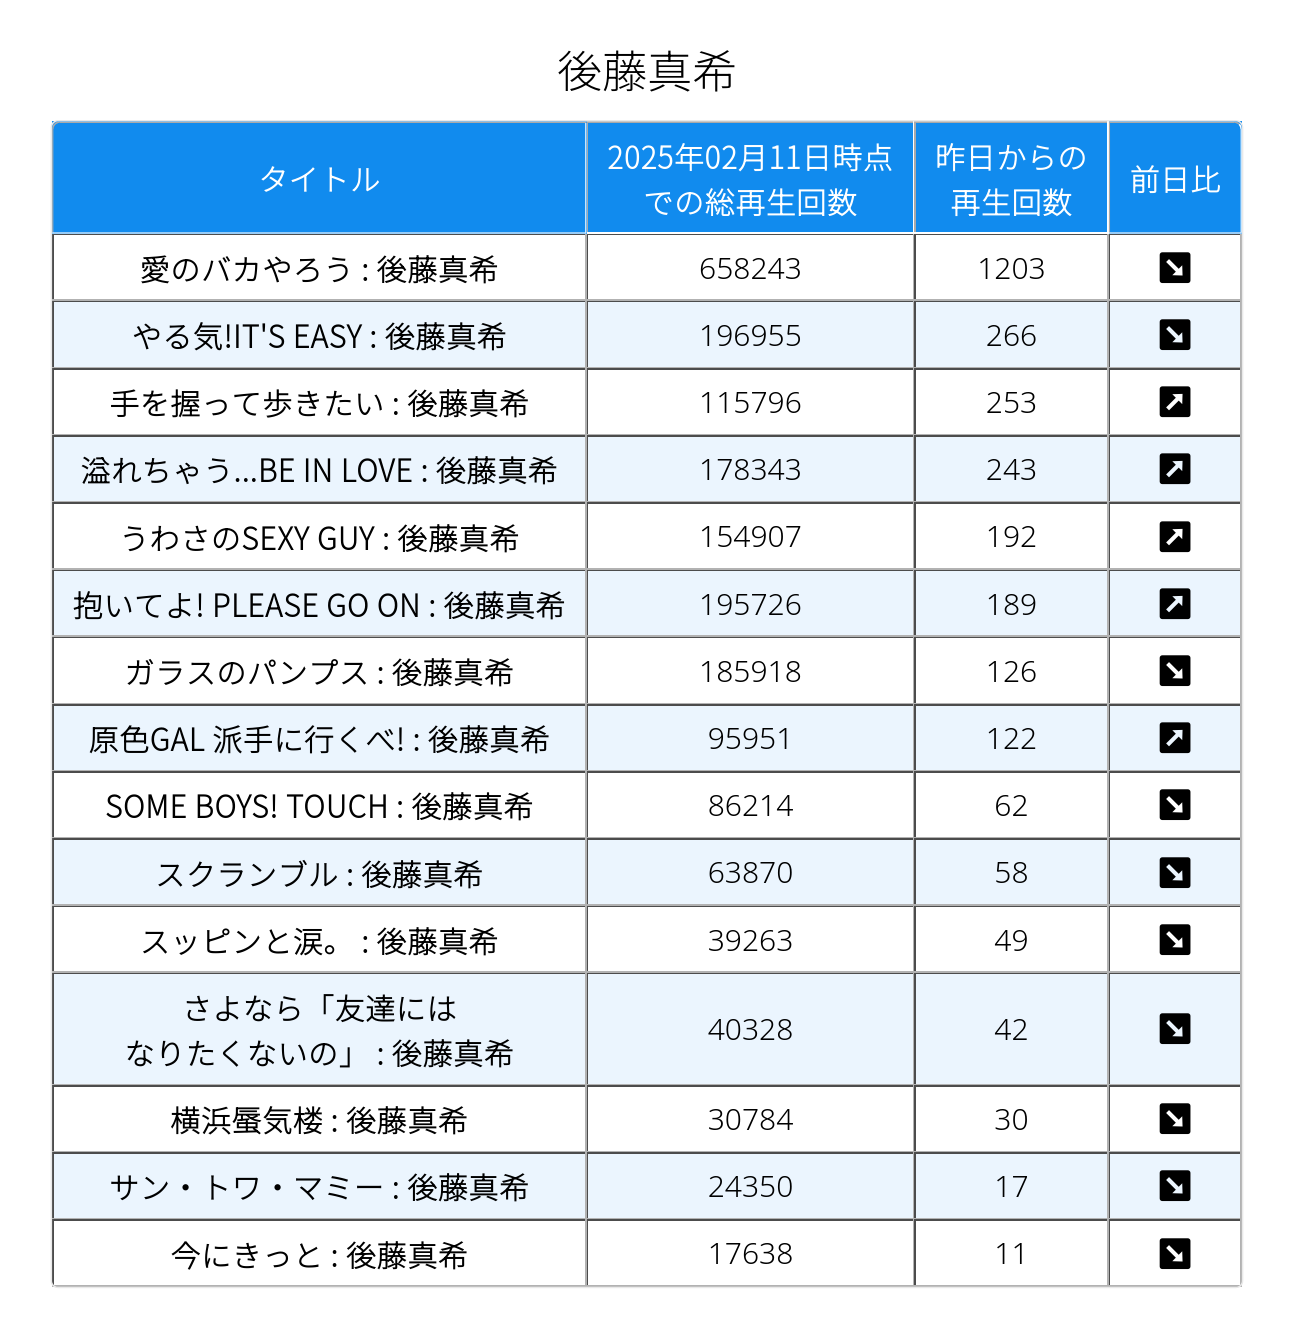 後藤真希
タイトル
2025年02月11日時点
での総再生回数
昨日からの
再生回数
前日比
愛のバカやろう : 後藤真希 658243 1203
やる気!IT'S EASY : 後藤真希 196955 266
手を握って歩きたい : 後藤真希 115796 253
溢れちゃう...BE IN LOVE : 後藤真希 178343 243
うわさのSEXY GUY : 後藤真希 154907 192
抱いてよ! PLEASE GO ON : 後藤真希 195726 189
ガラスのパンプス : 後藤真希 185918 126
原色GAL 派手に行くべ! : 後藤真希 95951 122
SOME BOYS! TOUCH : 後藤真希 86214 62
スクランブル : 後藤真希 63870 58
スッピンと涙。 : 後藤真希 39263 49
さよなら「友達には
なりたくないの」 : 後藤真希 40328 42
横浜蜃気楼 : 後藤真希 30784 30
サン・トワ・マミー : 後藤真希 24350 17
今にきっと : 後藤真希 17638 11